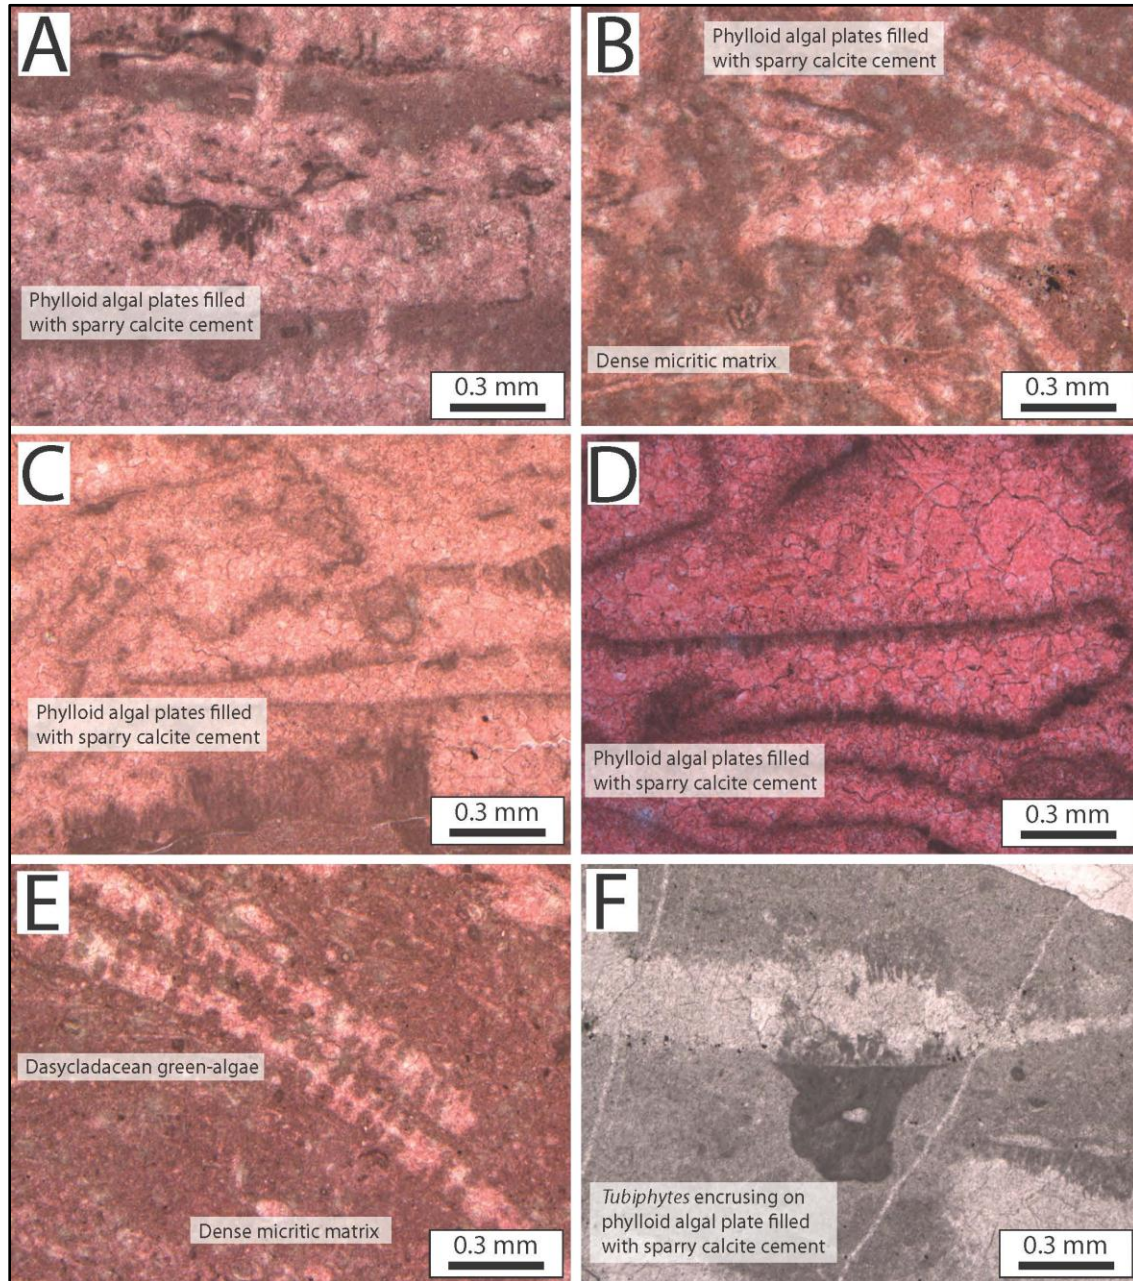 A
Phylloid algal plates filled
with sparry calcite cement
0.3 mm
B
Phylloid algal plates filled
with sparry calcite cement
Dense micritic matrix
0.3 mm
C
Phylloid algal plates filled
with sparry calcite cement
0.3 mm
D
Phylloid algal plates filled
with sparry calcite cement
0.3 mm
E
Dasycladacean green-algae
Dense micritic matrix
0.3 mm
F
Tubiphytes encrusing on
phylloid algal plate filled
with sparry calcite cement
0.3 mm